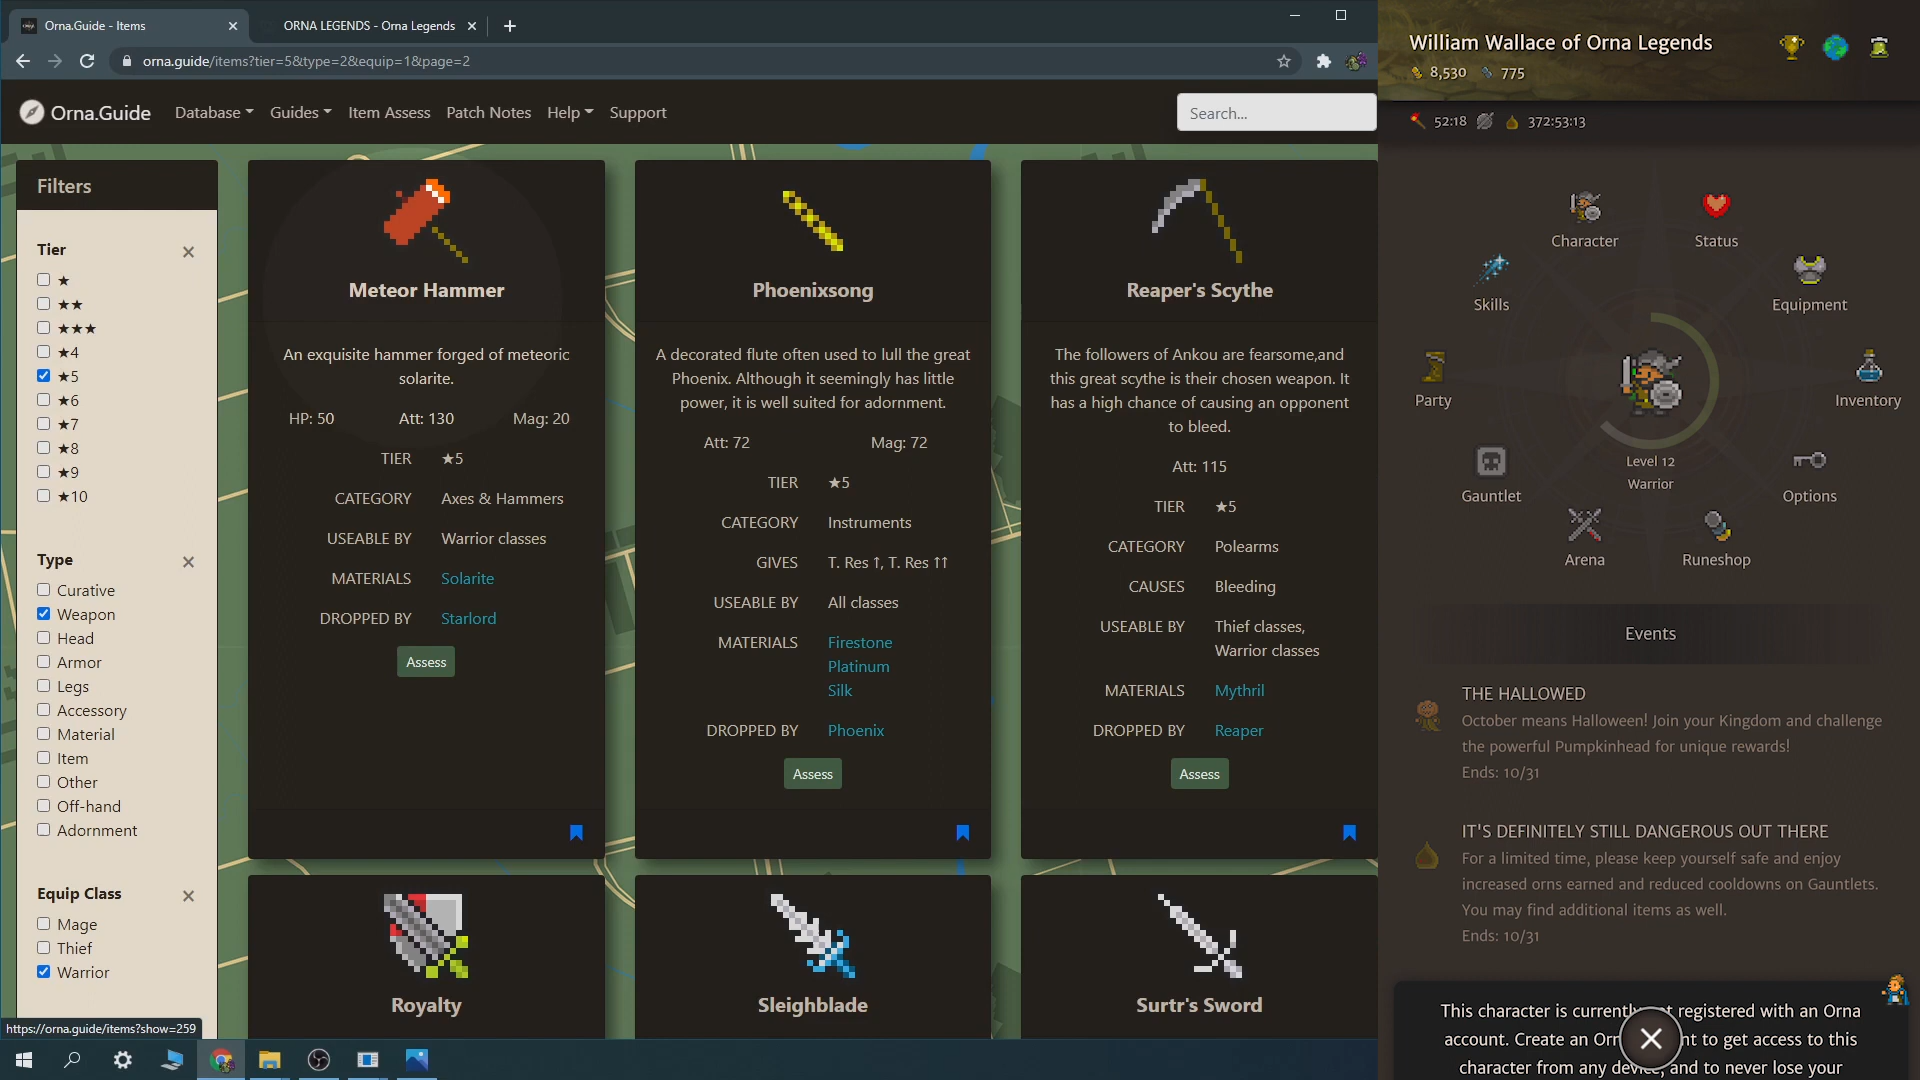 Orna.Guide - Items
ORNA LEGENDS - Orna Legends
orna.guide/items?tier=5&type=2&equip=1&page=2
Orna.Guide
Database
Guides
Item Assess
Patch Notes
Help
Support
Search...
Filters
Tier
★
★★
★★★
★4
★5
★6
★7
★8
★9
★10
Type
Curative
Weapon
Head
Armor
Legs
Accessory
Material
Item
Other
Off-hand
Adornment
Equip Class
Mage
Thief
Warrior
https://orna.guide/items?show=259
Meteor Hammer
An exquisite hammer forged of meteoric
solarite.
HP: 50 Att: 130 Mag: 20
TIER ★5
CATEGORY Axes & Hammers
USEABLE BY Warrior classes
MATERIALS Solarite
DROPPED BY Starlord
Assess
Phoenixsong
A decorated flute often used to lull the great
Phoenix. Although it seemingly has little
power, it is well suited for adornment.
Att: 72 Mag: 72
TIER ★5
CATEGORY Instruments
GIVES T. Res ↑, T. Res ↑↑
USEABLE BY All classes
MATERIALS Firestone
Platinum
Silk
DROPPED BY Phoenix
Assess
Reaper's Scythe
The followers of Ankou are fearsome,and
this great scythe is their chosen weapon. It
has a high chance of causing an opponent
to bleed.
Att: 115
TIER ★5
CATEGORY Polearms
CAUSES Bleeding
USEABLE BY Thief classes,
Warrior classes
MATERIALS Mythril
DROPPED BY Reaper
Assess
Royalty
Sleighblade
Surtr's Sword
William Wallace of Orna Legends
8,530 775
52:18 372:53:13
Character
Status
Skills
Equipment
Party
Inventory
Level 12
Warrior
Gauntlet
Options
Arena
Runeshop
Events
THE HALLOWED
October means Halloween! Join your Kingdom and challenge
the powerful Pumpkinhead for unique rewards!
Ends: 10/31
IT'S DEFINITELY STILL DANGEROUS OUT THERE
For a limited time, please keep yourself safe and enjoy
increased orns earned and reduced cooldowns on Gauntlets.
You may find additional items as well.
Ends: 10/31
This character is currently registered with an Orna
account. Create an to get access to this
character from any device, and to never lose your